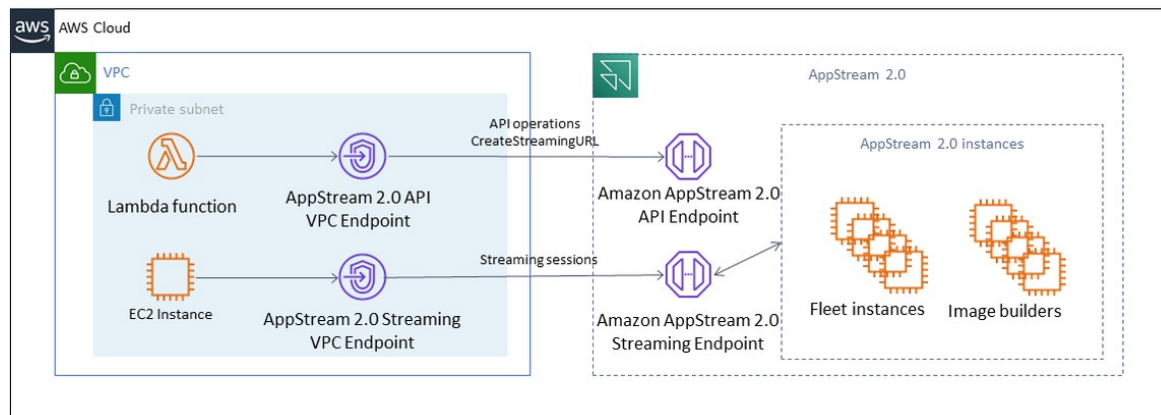 aws
AWS Cloud
VPC
Private subnet
AppStream 2.0
API operations
CreateStreamingURL
AppStream 2.0 instances
Lambda function
AppStream 2.0 API
VPC Endpoint
Amazon AppStream 2.0
API Endpoint
Streaming sessions
EC2 Instance
AppStream 2.0 Streaming
VPC Endpoint
Amazon AppStream 2.0
Streaming Endpoint
Fleet instances
Image builders